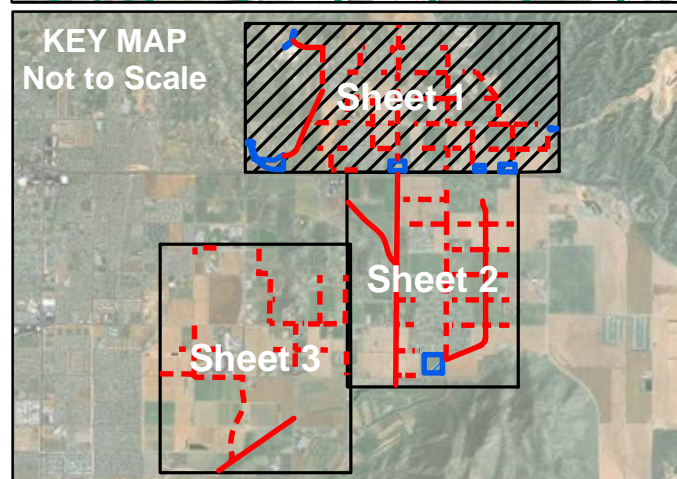 KEY MAP
Not to Scale
Sheet 1
Sheet 2
Sheet 3